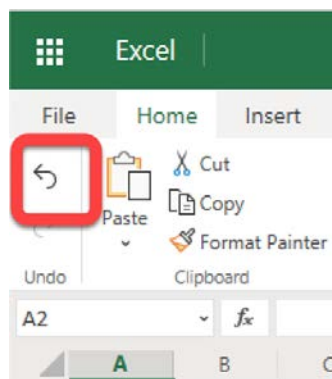 Excel
File Home Insert
Cut
Copy
Paste
Format Painter
Undo Clipboard
A2 fx
A B C